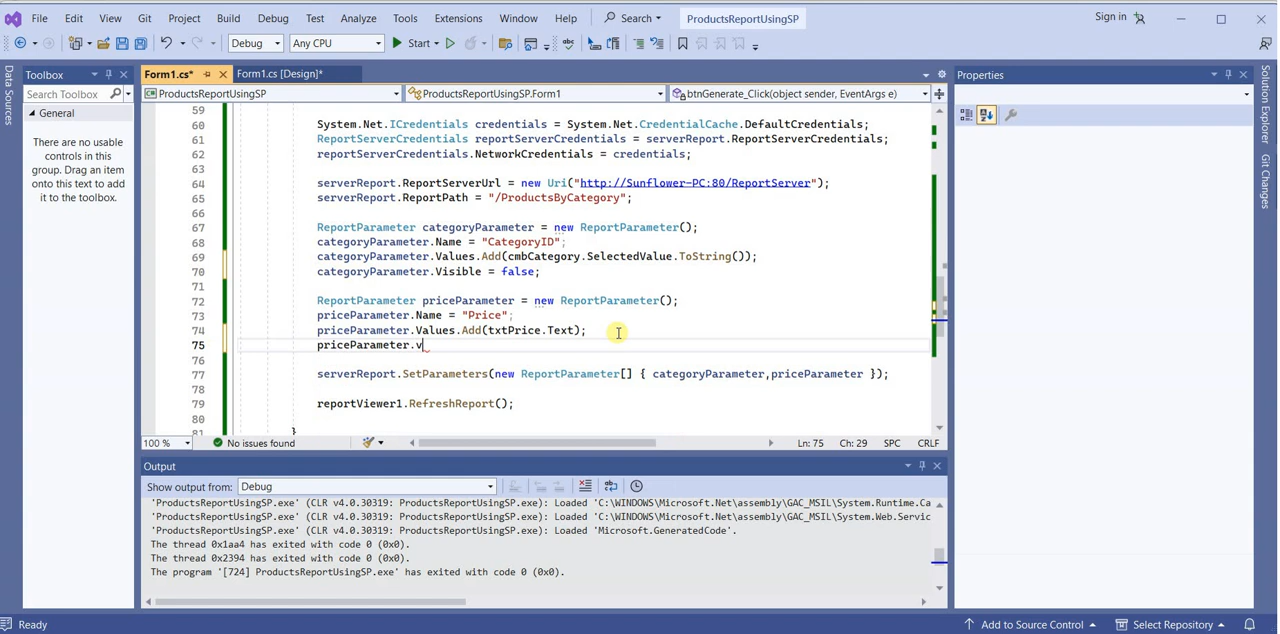 File Edit View Git Project Build Debug Test Analyze Tools Extensions Window Help Search ProductsReportUsingSP Sign in
Debug Any CPU Start
Data Sources
Toolbox
Search Toolbox
General
There are no usable
controls in this
group. Drag an item
onto this text to add
it to the toolbox.
Form1.cs* Form1.cs [Design]*
ProductsReportUsingSP ProductsReportUsingSP.Form1 btnGenerate_Click(object sender, EventArgs e)
59
60 System.Net.ICredentials credentials = System.Net.CredentialCache.DefaultCredentials;
61 ReportServerCredentials reportServerCredentials = serverReport.ReportServerCredentials;
62 reportServerCredentials.NetworkCredentials = credentials;
63
64 serverReport.ReportServerUrl = new Uri("http://Sunflower-PC:80/ReportServer");
65 serverReport.ReportPath = "/ProductsByCategory";
66
67 ReportParameter categoryParameter = new ReportParameter();
68 categoryParameter.Name = "CategoryID";
69 categoryParameter.Values.Add(cmbCategory.SelectedValue.ToString());
70 categoryParameter.Visible = false;
71
72 ReportParameter priceParameter = new ReportParameter();
73 priceParameter.Name = "Price";
74 priceParameter.Values.Add(txtPrice.Text);
75 priceParameter.v
76
77 serverReport.SetParameters(new ReportParameter[] { categoryParameter,priceParameter });
78
79 reportViewer1.RefreshReport();
80
81 }
100 % No issues found Ln: 75 Ch: 29 SPC CRLF
Output
Show output from: Debug
'ProductsReportUsingSP.exe' (CLR v4.0.30319: ProductsReportUsingSP.exe): Loaded 'C:\WINDOWS\Microsoft.Net\assembly\GAC_MSIL\System.Runtime.Ca
'ProductsReportUsingSP.exe' (CLR v4.0.30319: ProductsReportUsingSP.exe): Loaded 'C:\WINDOWS\Microsoft.Net\assembly\GAC_MSIL\System.Web.Servic
'ProductsReportUsingSP.exe' (CLR v4.0.30319: ProductsReportUsingSP.exe): Loaded 'Microsoft.GeneratedCode'.
The thread 0x1aa4 has exited with code 0 (0x0).
The thread 0x2394 has exited with code 0 (0x0).
The program '[724] ProductsReportUsingSP.exe' has exited with code 0 (0x0).
Properties
Solution Explorer
Git Changes
Ready Add to Source Control Select Repository